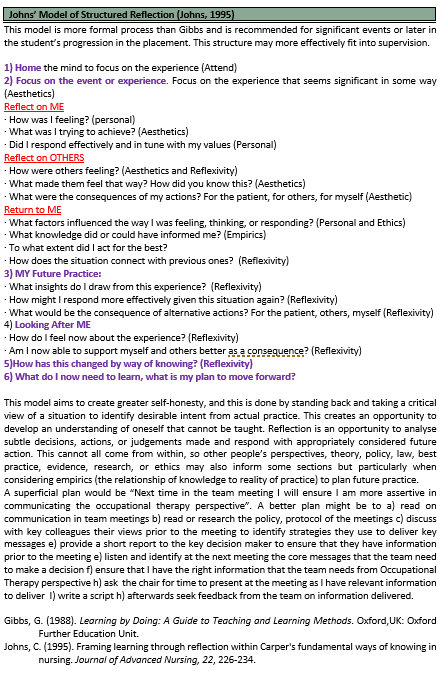 Johns' Model of Structured Reflection (Johns, 1995)
This model is more formal process than Gibbs and is recommended for significant events or later in
the student's progression in the placement. This structure may more effectively fit into supervision.
1) Home the mind to focus on the experience (Attend)
2) Focus on the event or experience. Focus on the experience that seems significant in some way
(Aesthetics)
Reflect on ME
· How was I feeling? (personal)
· What was I trying to achieve? (Aesthetics)
· Did I respond effectively and in tune with my values (Personal)
Reflect on OTHERS
· How were others feeling? (Aesthetics and Reflexivity)
· What made them feel that way? How did you know this? (Aesthetics)
· What were the consequences of my actions? For the patient, for others, for myself (Aesthetic)
Return to ME
· What factors influenced the way I was feeling, thinking, or responding? (Personal and Ethics)
· What knowledge did or could have informed me? (Empirics)
· To what extent did I act for the best?
· How does the situation connect with previous ones? (Reflexivity)
3) MY Future Practice:
· What insights do I draw from this experience? (Reflexivity)
· How might I respond more effectively given this situation again? (Reflexivity)
· What would be the consequence of alternative actions? For the patient, others, myself (Reflexivity)
4) Looking After ME
· How do I feel now about the experience? (Reflexivity)
· Am I now able to support myself and others better as a consequence? (Reflexivity)
5)How has this changed by way of knowing? (Reflexivity)
6) What do I now need to learn, what is my plan to move forward?
This model aims to create greater self-honesty, and this is done by standing back and taking a critical
view of a situation to identify desirable intent from actual practice. This creates an opportunity to
develop an understanding of oneself that cannot be taught. Reflection is an opportunity to analyse
subtle decisions, actions, or judgements made and respond with appropriately considered future
action. This cannot all come from within, so other people's perspectives, theory, policy, law, best
practice, evidence, research, or ethics may also inform some sections but particularly when
considering empirics (the relationship of knowledge to reality of practice) to plan future practice.
A superficial plan would be "Next time in the team meeting I will ensure I am more assertive in
communicating the occupational therapy perspective". A better plan might be to a) read on
communication in team meetings b) read or research the policy, protocol of the meetings c) discuss
with key colleagues their views prior to the meeting to identify strategies they use to deliver key
messages e) provide a short report to the key decision maker to ensure that they have information
prior to the meeting e) listen and identify at the next meeting the core messages that the team need
to make a decision f) ensure that I have the right information that the team needs from Occupational
Therapy perspective h) ask the chair for time to present at the meeting as I have relevant information
to deliver I) write a script h) afterwards seek feedback from the team on information delivered.
Gibbs, G. (1988). Learning by Doing: A Guide to Teaching and Learning Methods. Oxford,UK: Oxford
Further Education Unit.
Johns, C. (1995). Framing learning through reflection within Carper's fundamental ways of knowing in
nursing. Journal of Advanced Nursing, 22, 226-234.